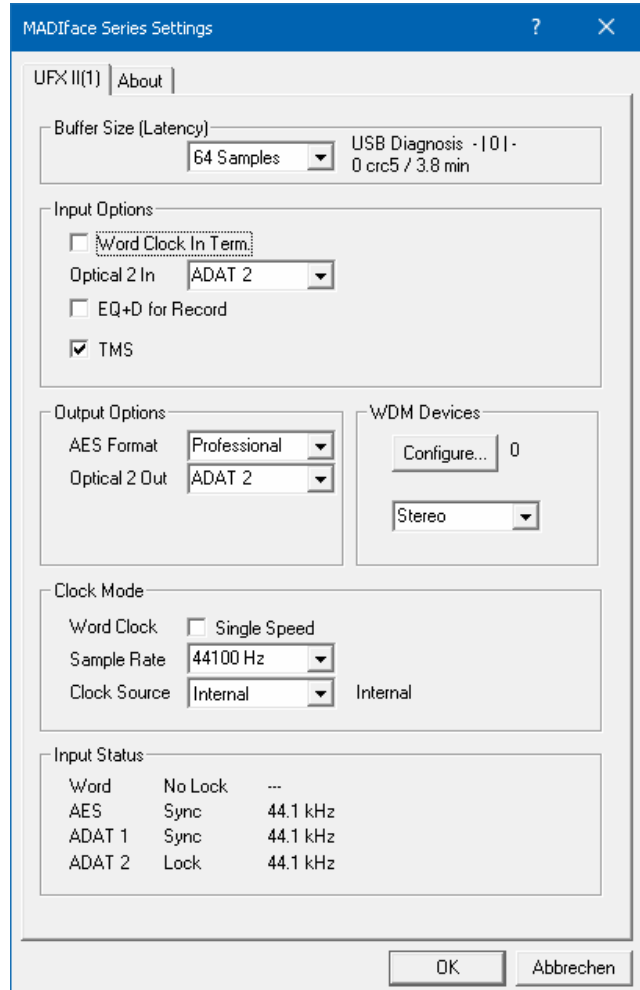 MADIface Series Settings ?
UFX II(1) About
Buffer Size (Latency)
64 Samples USB Diagnosis - | 0 | -
0 crc5 / 3.8 min
Input Options
Word Clock In Term.
Optical 2 In ADAT 2
EQ+D for Record
TMS
Output Options
AES Format Professional
Optical 2 Out ADAT 2
WDM Devices
Configure... 0
Stereo
Clock Mode
Word Clock Single Speed
Sample Rate 44100 Hz
Clock Source Internal Internal
Input Status
Word No Lock ---
AES Sync 44.1 kHz
ADAT 1 Sync 44.1 kHz
ADAT 2 Lock 44.1 kHz
OK Abbrechen